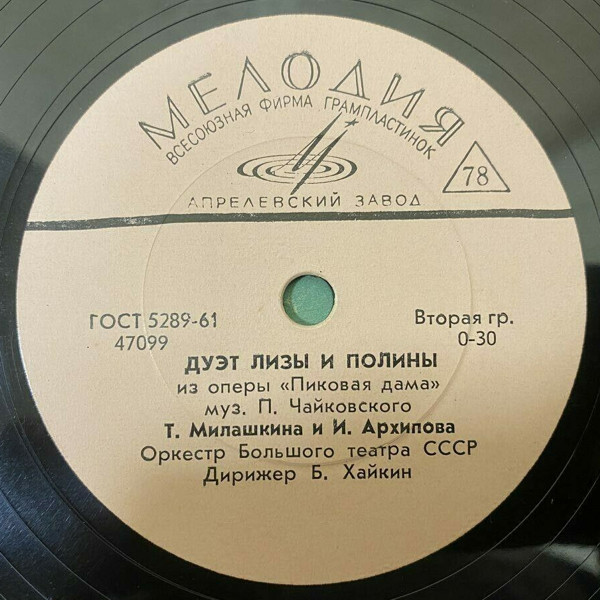 МЕЛОДИЯ
ВСЕСОЮЗНАЯ ФИРМА ГРАМПЛАСТИНОК
78
АПРЕЛЕВСКИЙ ЗАВОД
ГОСТ 5289-61
47099
Вторая гр.
0-30
ДУЭТ ЛИЗЫ И ПОЛИНЫ
из оперы «Пиковая дама»
муз. П. Чайковского
Т. Милашкина и И. Архипова
Оркестр Большого театра СССР
Дирижер Б. Хайкин